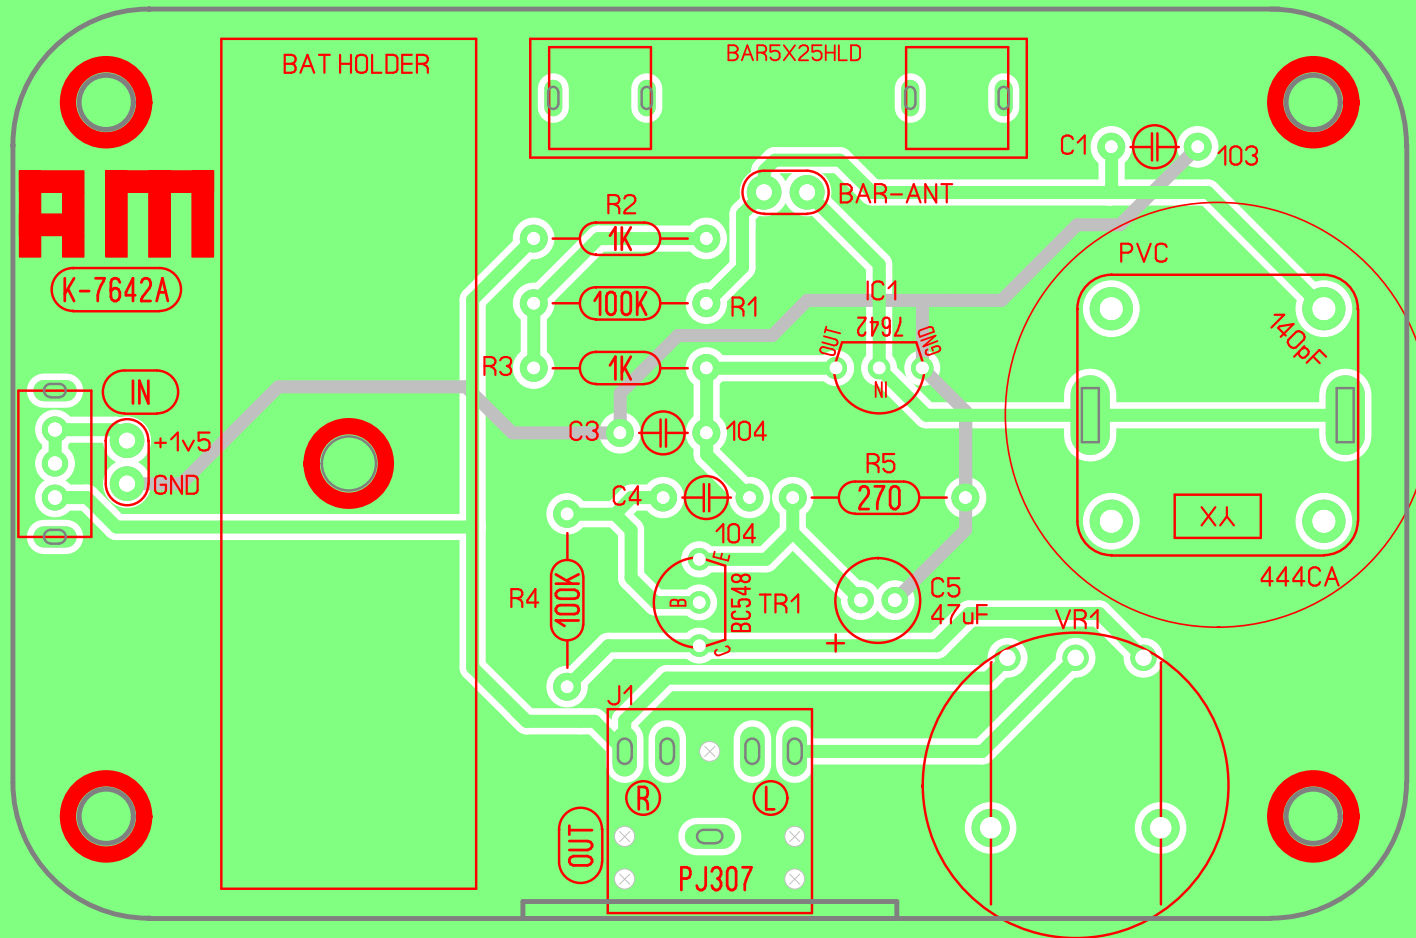 BAT HOLDER
BAR5X25HLD
C1
103
AM
K-7642A
R2
1K
BAR-ANT
PVC
100K
R1
IC1
7642
OUT
GND
IN
140pF
R3
1K
IN
+1v5
GND
C3
104
R5
270
C4
104
XY
444CA
R4
100K
E
B
C
BC548
TR1
C5
47uF
+
VR1
J1
R
L
OUT
PJ307